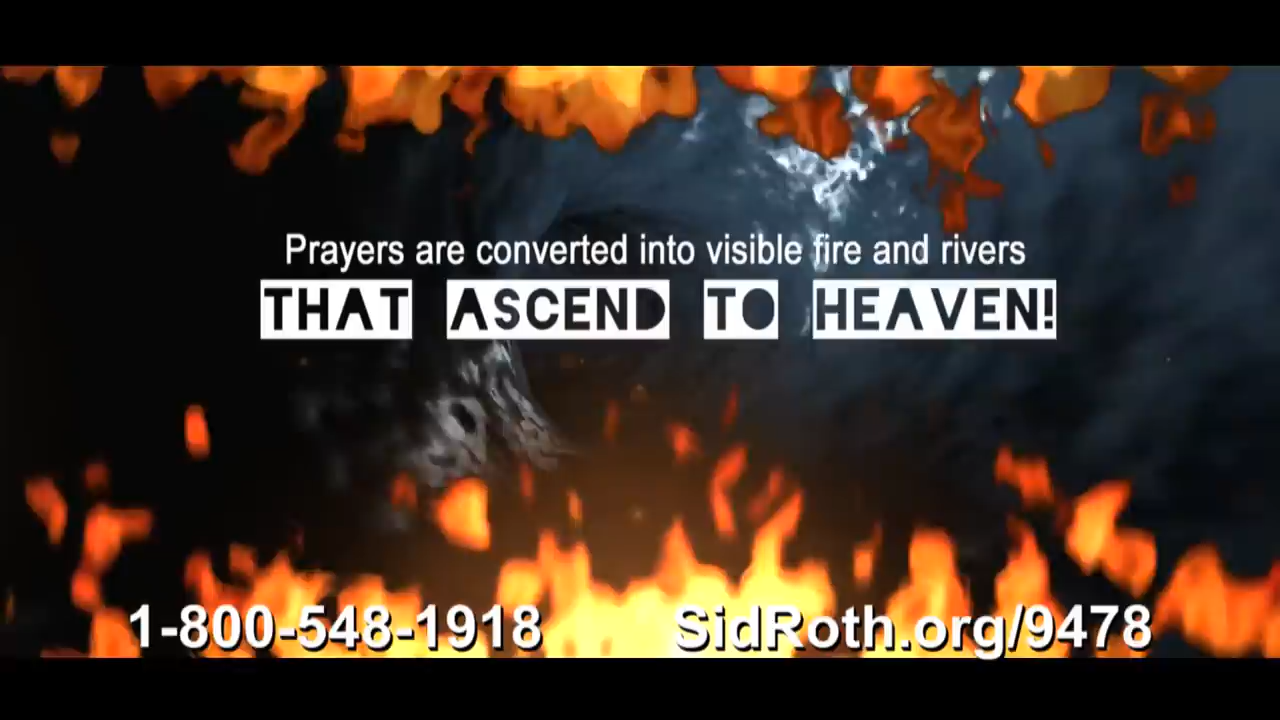 Prayers are converted into visible fire and rivers
THAT ASCEND TO HEAVEN!
1-800-548-1918 SidRoth.org/9478